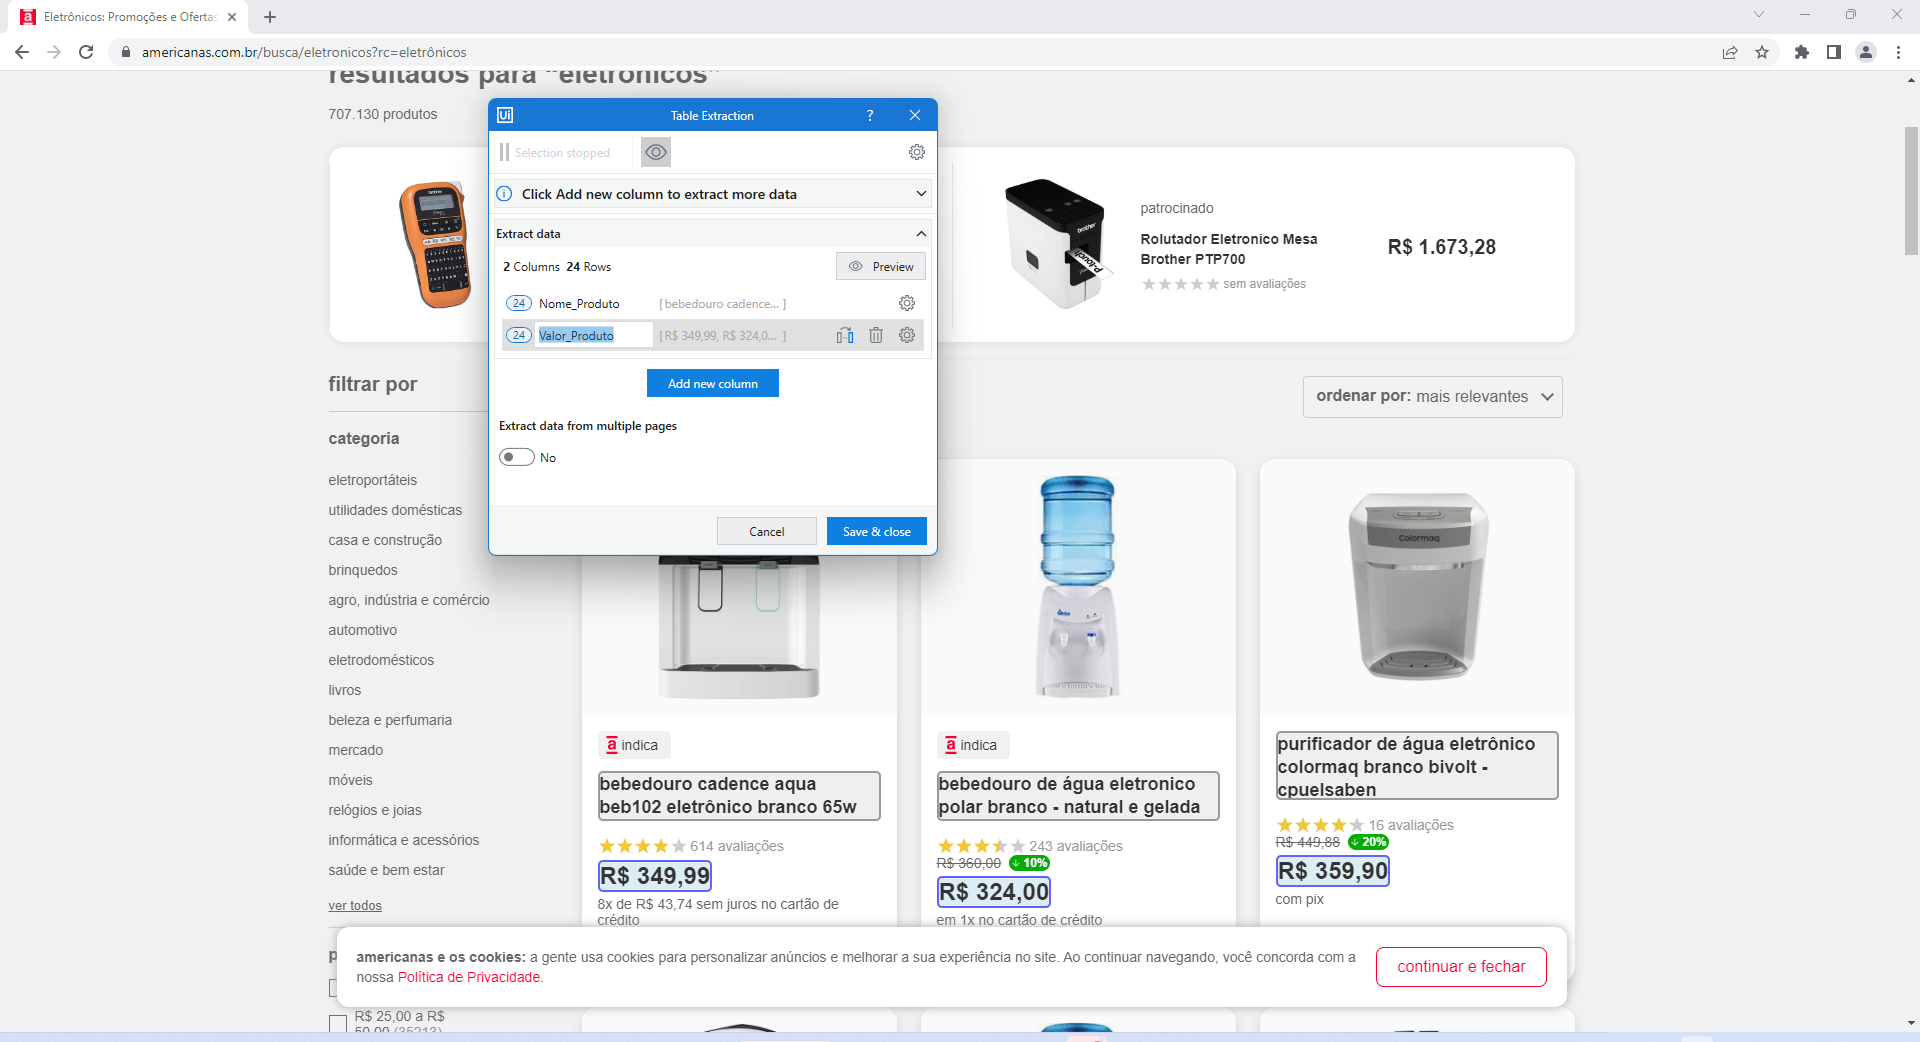 Eletrônicos: Promoções e Ofertas
americanas.com.br/busca/eletronicos?rc=eletrônicos
resultados para "eletronicos"
707.130 produtos
Ui
Table Extraction
?
Selection stopped
Click Add new column to extract more data
Extract data
2 Columns 24 Rows
Preview
24 Nome_Produto [ bebedouro cadence... ]
24 Valor_Produto [ R$ 349,99, R$ 324,0... ]
Add new column
Extract data from multiple pages
No
Cancel
Save & close
brother
patrocinado
Rolutador Eletronico Mesa
Brother PTP700
sem avaliações
R$ 1.673,28
brother
P-touch
filtrar por
ordenar por: mais relevantes
categoria
eletroportáteis
utilidades domésticas
casa e construção
brinquedos
agro, indústria e comércio
automotivo
eletrodomésticos
livros
beleza e perfumaria
mercado
móveis
relógios e joias
informática e acessórios
saúde e bem estar
ver todos
a indica
bebedouro cadence aqua
beb102 eletrônico branco 65w
614 avaliações
R$ 349,99
8x de R$ 43,74 sem juros no cartão de
crédito
a indica
bebedouro de água eletronico
polar branco - natural e gelada
243 avaliações
R$ 360,00 10%
R$ 324,00
em 1x no cartão de crédito
Colormaq
purificador de água eletrônico
colormaq branco bivolt -
cpuelsaben
16 avaliações
R$ 449,88 20%
R$ 359,90
com pix
p
americanas e os cookies: a gente usa cookies para personalizar anúncios e melhorar a sua experiência no site. Ao continuar navegando, você concorda com a
nossa Política de Privacidade.
continuar e fechar
R$ 25,00 a R$
50,00 (35213)